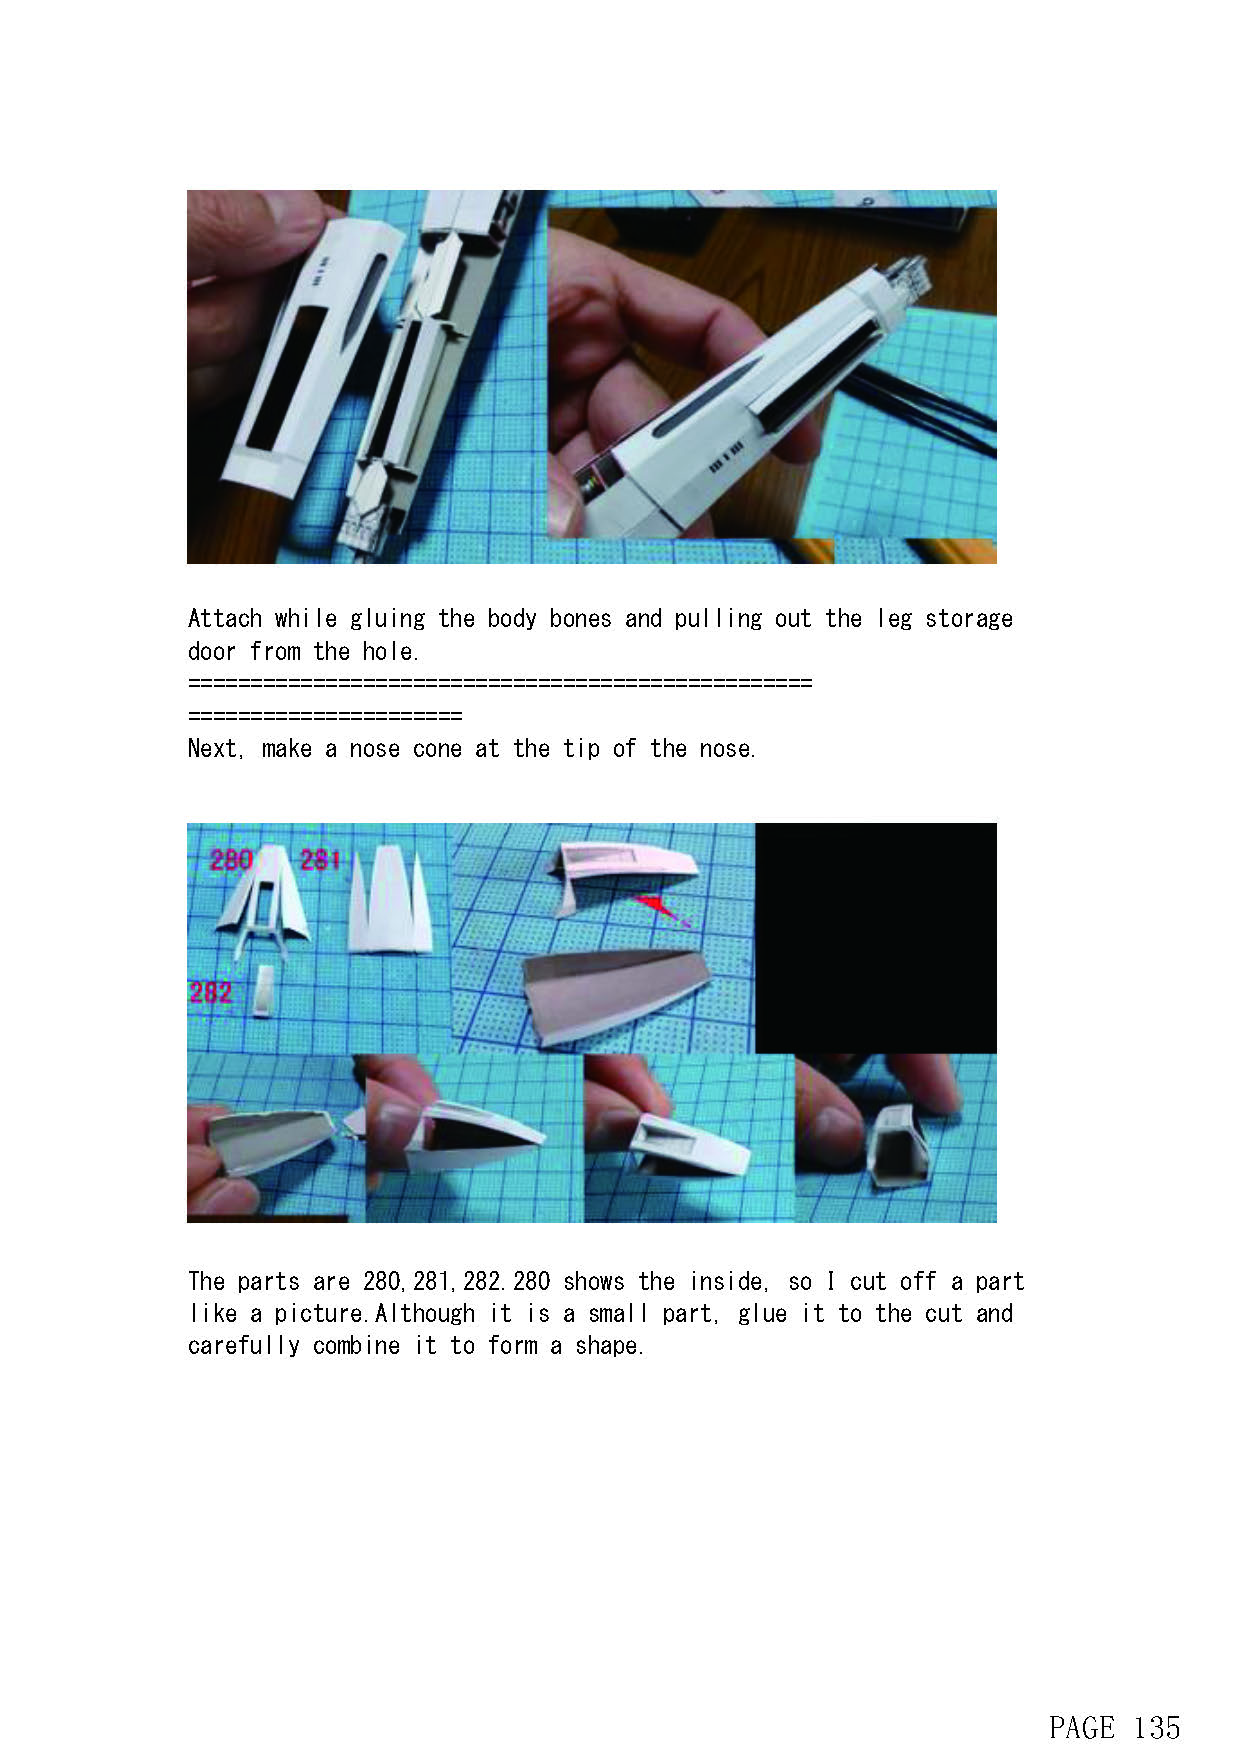 Attach while gluing the body bones and pulling out the leg storage
door from the hole.
==================================================
======================
Next, make a nose cone at the tip of the nose.
280
281
282
The parts are 280,281,282.280 shows the inside, so I cut off a part
like a picture.Although it is a small part, glue it to the cut and
carefully combine it to form a shape.
PAGE 135